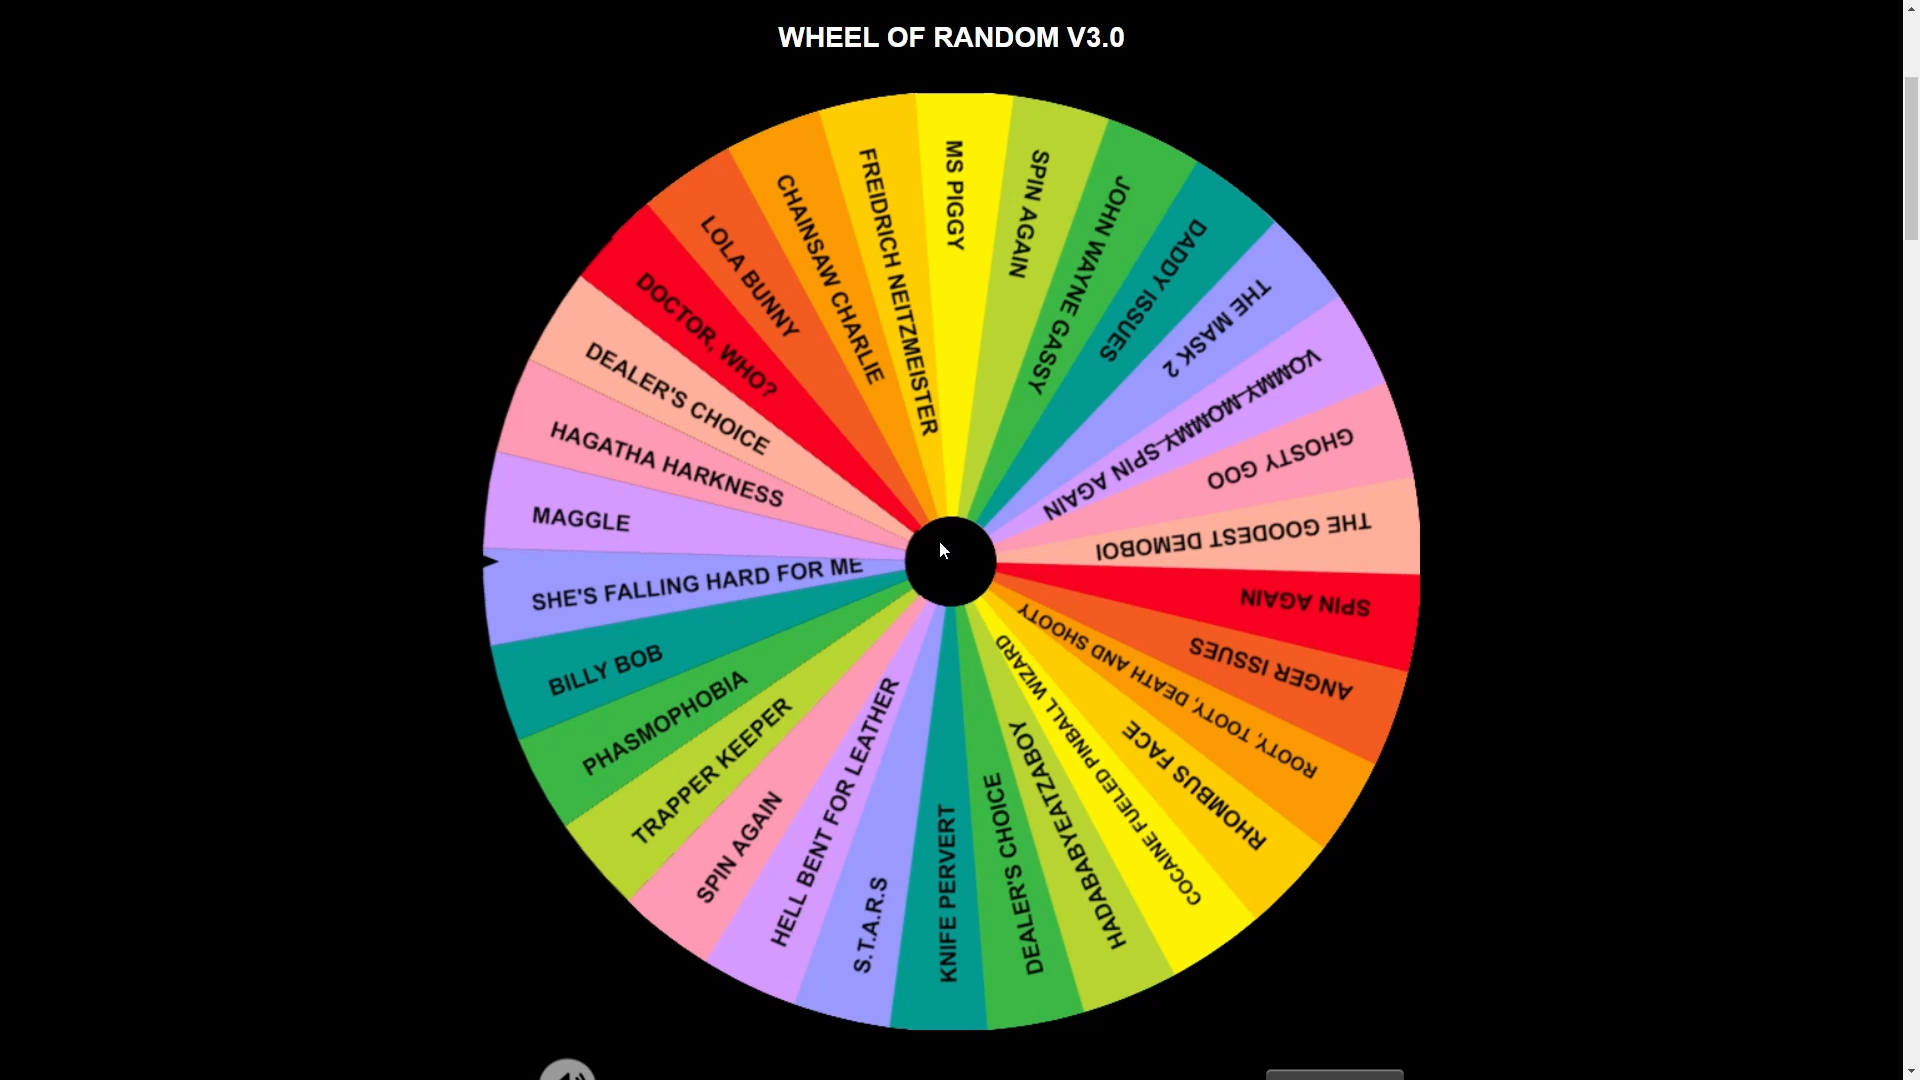 WHEEL OF RANDOM V3.0
MS PIGGY
SPIN AGAIN
JOHN WAYNE GASSY
DADDY ISSUES
THE MASK 2
VOMMY MOMMY SPIN AGAIN
GHOSTY GOO
THE GOODEST DEMOBOI
SPIN AGAIN
ANGER ISSUES
ROOTY, TOOTY, DEATH AND SHOOTY
RHOMBUS FACE
COCAINE FUELED PINBALL WIZARD
HADABABYEATZABOY
DEALER'S CHOICE
KNIFE PERVERT
S.T.A.R.S
HELL BENT FOR LEATHER
SPIN AGAIN
TRAPPER KEEPER
PHASMOPHOBIA
BILLY BOB
SHE'S FALLING HARD FOR ME
MAGGLE
HAGATHA HARKNESS
DEALER'S CHOICE
DOCTOR, WHO?
LOLA BUNNY
CHAINSAW CHARLIE
FREIDRICH NEITZMEISTER